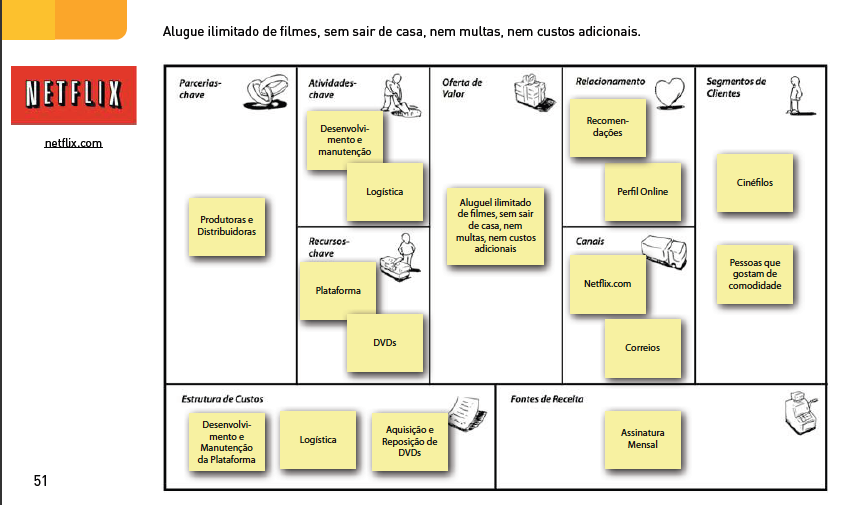 Alugue ilimitado de filmes, sem sair de casa, nem multas, nem custos adicionais.
NETFLIX
netflix.com
Parcerias-
chave
Produtoras e
Distribuidoras
Atividades-
chave
Desenvolvi-
mento e
manutenção
Logística
Recursos-
chave
Plataforma
DVDs
Oferta de
Valor
Aluguel ilimitado
de filmes, sem sair
de casa, nem
multas, nem custos
adicionais
Relacionamento
Recomen-
dações
Perfil Online
Canais
Netflix.com
Correios
Segmentos de
Clientes
Cinéfilos
Pessoas que
gostam de
comodidade
Estrutura de Custos
Desenvolvi-
mento e
Manutenção
da Plataforma
Logística
Aquisição e
Reposição de
DVDs
Fontes de Receita
Assinatura
Mensal
51